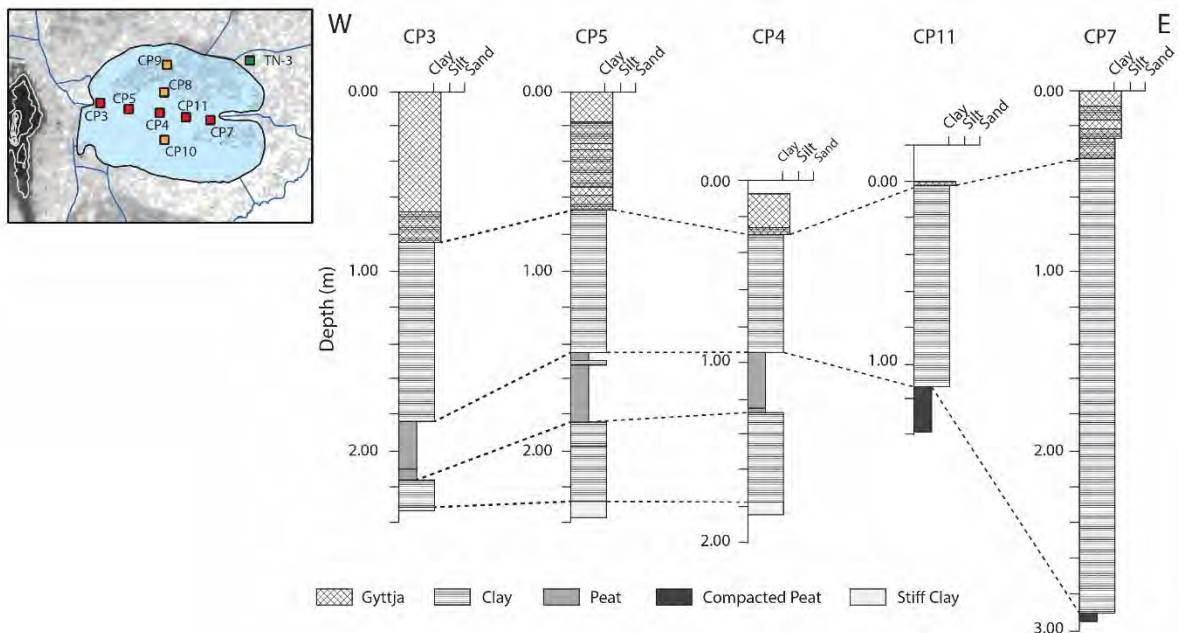 W
E
CP3
CP5
CP4
CP11
CP7
CP9
TN-3
CP8
CP5
CP3
CP11
CP4
CP7
CP10
Clay
Silt
Sand
0.00
1.00
2.00
Clay
Silt
Sand
0.00
1.00
2.00
Clay
Silt
Sand
0.00
1.00
2.00
Clay
Silt
Sand
0.00
1.00
Clay
Silt
Sand
0.00
1.00
2.00
3.00
Depth (m)
Gyttja
Clay
Peat
Compacted Peat
Stiff Clay